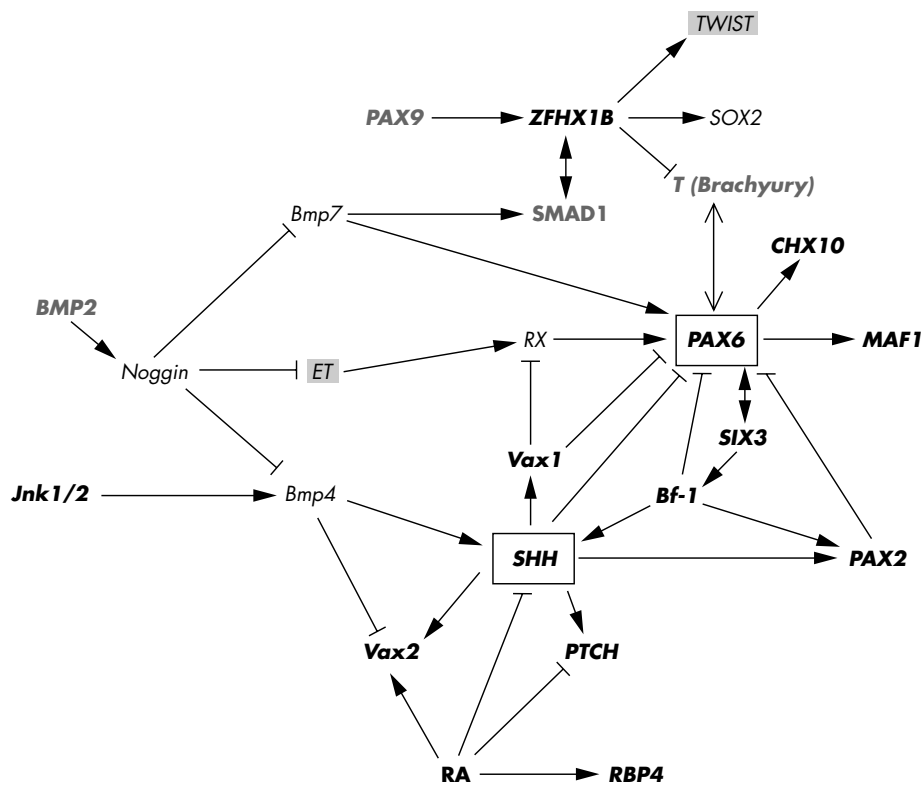 TWIST
PAX9
ZFHX1B
SOX2
T (Brachyury)
Bmp7
SMAD1
CHX10
BMP2
Noggin
ET
RX
PAX6
MAF1
SIX3
Vax1
Jnk1/2
Bmp4
Bf-1
SHH
PAX2
Vax2
PTCH
RA
RBP4